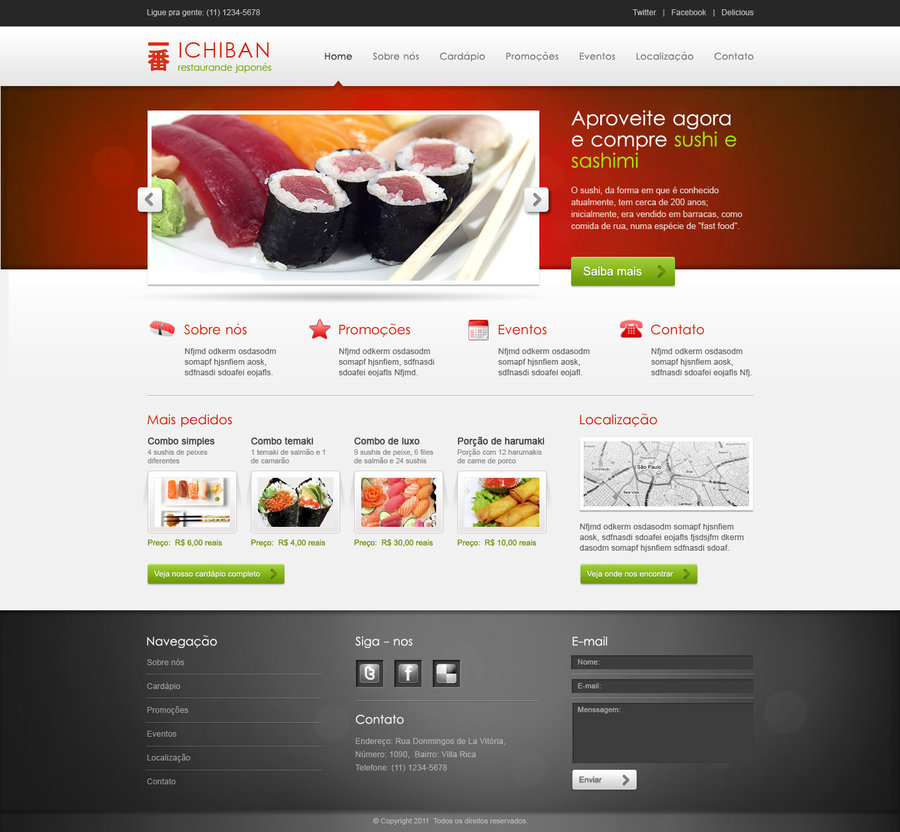 Ligue pra gente: (11) 1234-5678
Twitter | Facebook | Delicious
一番
ICHIBAN
restaurande japonês
Home
Sobre nós
Cardápio
Promoções
Eventos
Localização
Contato
Aproveite agora
e compre sushi e
sashimi
O sushi, da forma em que é conhecido
atualmente, tem cerca de 200 anos;
inicialmente, era vendido em barracas, como
comida de rua, numa espécie de "fast food".
Saiba mais
Sobre nós
Nfjmd odkerm osdasodm
somapf hjsnfiem aosk,
sdfnasdi sdoafei eojafls.
Promoções
Nfjmd odkerm osdasodm
somapf hjsnfiem, sdfnasdi
sdoafei eojafls Nfjmd.
Eventos
Nfjmd odkerm osdasodm
somapf hjsnfiem aosk,
sdfnasdi sdoafei eojafl.
Contato
Nfjmd odkerm osdasodm
somapf hjsnfiem aosk,
sdfnasdi sdoafei eojafls Nfj.
Mais pedidos
Combo simples
4 sushis de peixes
diferentes
Preço: R$ 6,00 reais
Combo temaki
1 temaki de salmão e 1
de camarão
Preço: R$ 4,00 reais
Combo de luxo
9 sushis de peixe, 6 files
de salmão e 24 sushis
Preço: R$ 30,00 reais
Porção de harumaki
Porção com 12 harumakis
de carne de porco
Preço: R$ 10,00 reais
Veja nosso cardápio completo
Localização
São Paulo
Bela Vista
Nfjmd odkerm osdasodm somapf hjsnfiem
aosk, sdfnasdi sdoafei eojafls fjsdsjfm dkerm
dasodm somapf hjsnfiem sdfnasdi sdoaf.
Veja onde nos encontrar
Navegação
Sobre nós
Cardápio
Promoções
Eventos
Localização
Contato
Siga - nos
Contato
Endereço: Rua Donmingos de La Vitória,
Número: 1090, Bairro: Villa Rica
Telefone: (11) 1234-5678
E-mail
Nome:
E-mail:
Menssagem:
Enviar
© Copyright 2011 Todos os direitos reservados.